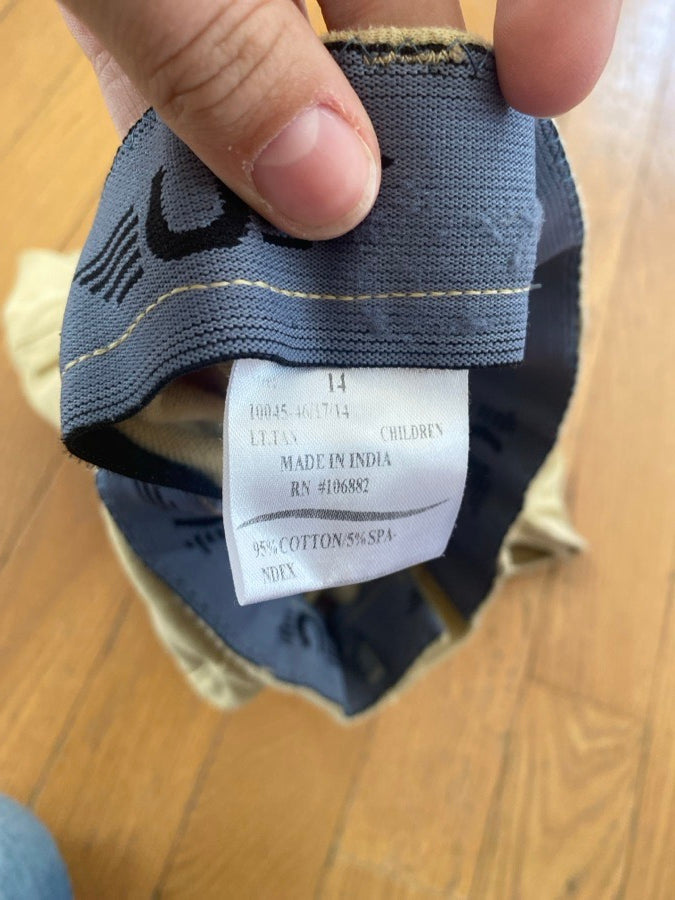 14
10045-46/17/14
LT.TAN CHILDREN
MADE IN INDIA
RN #106882
95%COTTON/5%SPA-
NDEX